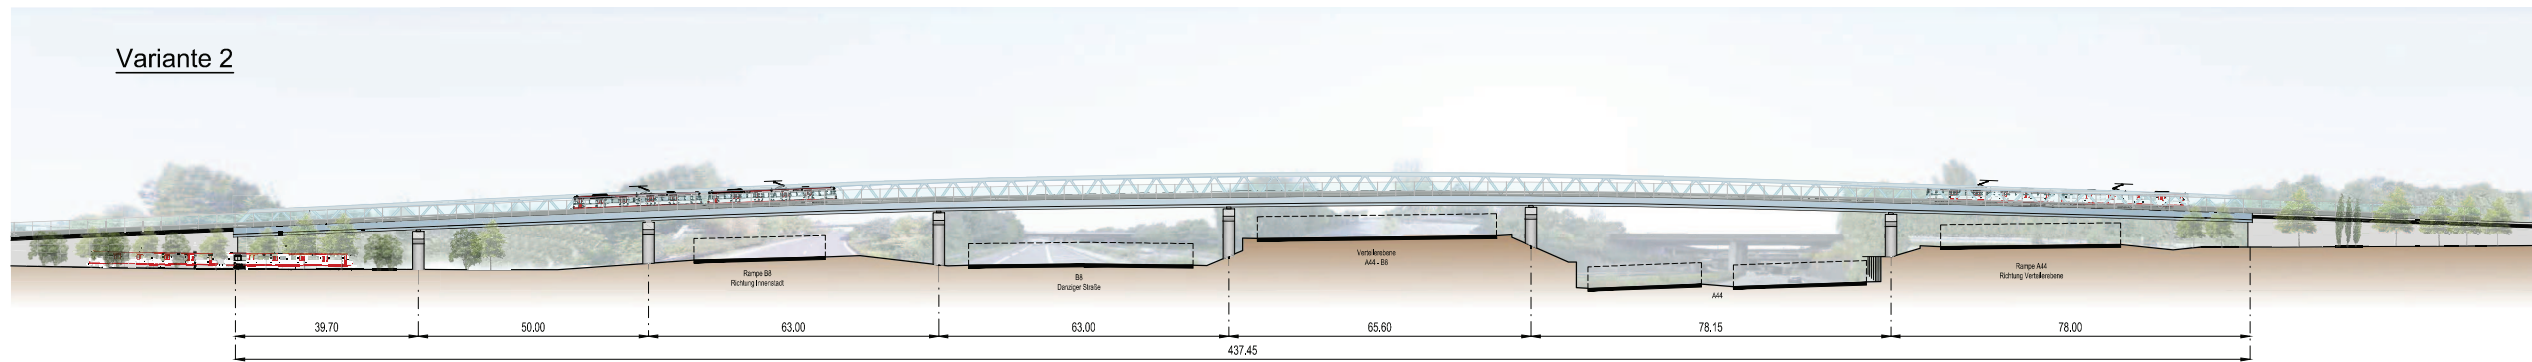 Variante 2
Rampe B8
Richtung Innenstadt
B8
Danziger Straße
Verteilerebene
A44 - B8
A44
Rampe A44
Richtung Verteilerebene
39.70
50.00
63.00
63.00
65.60
78.15
78.00
437.45